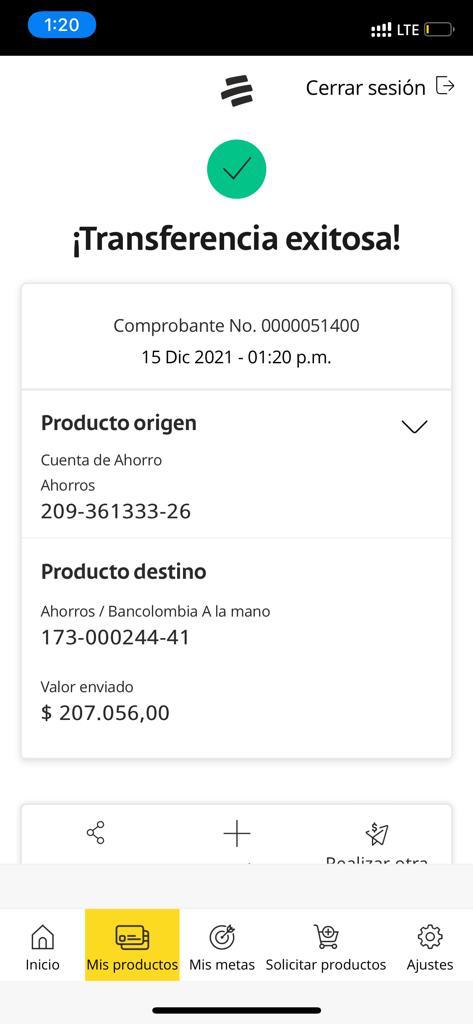 1:20
LTE
Cerrar sesión
¡Transferencia exitosa!
Comprobante No. 0000051400
15 Dic 2021 - 01:20 p.m.
Producto origen
Cuenta de Ahorro
Ahorros
209-361333-26
Producto destino
Ahorros / Bancolombia A la mano
173-000244-41
Valor enviado
$ 207.056,00
Realizar otra
Inicio
Mis productos
Mis metas
Solicitar productos
Ajustes